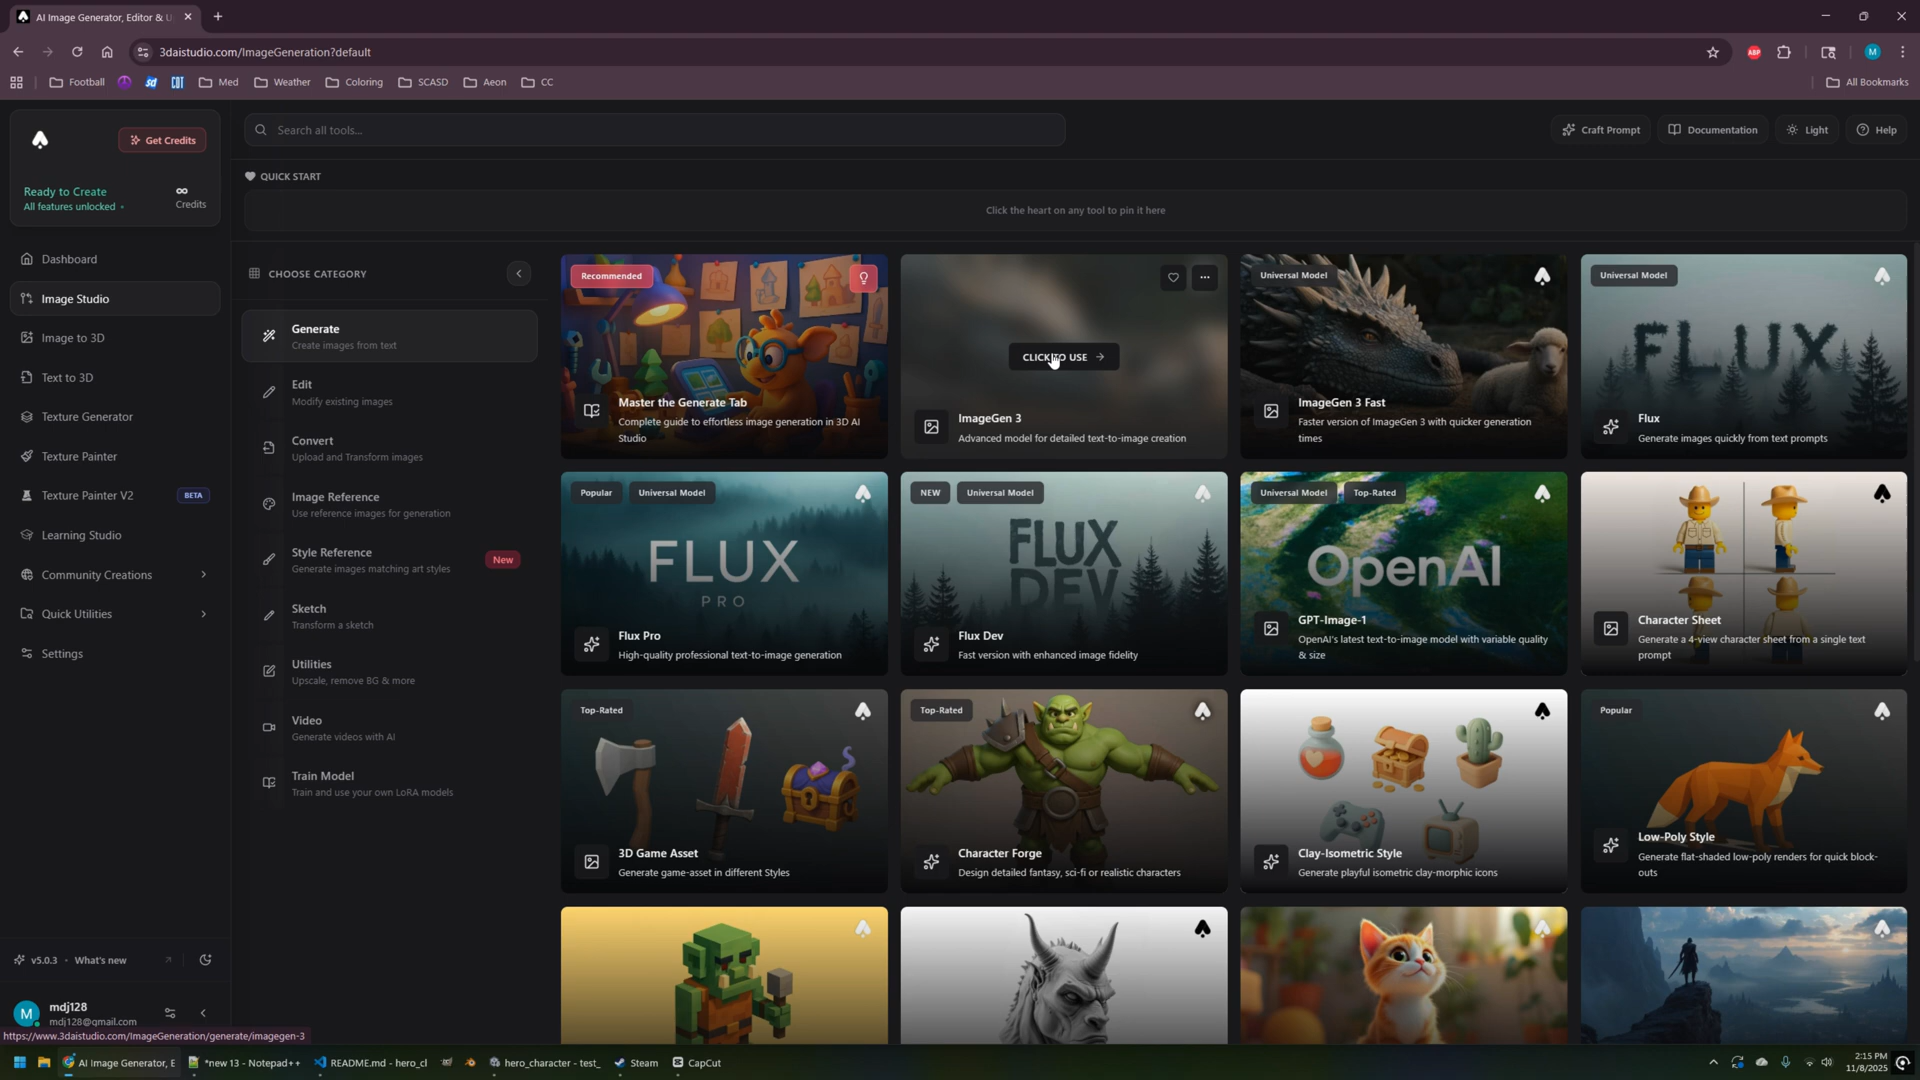 AI Image Generator, Editor & U
3daistudio.com/ImageGeneration?default
ABP
M
Football
sd
CDT
Med
Weather
Coloring
SCASD
Aeon
CC
All Bookmarks
Get Credits
Ready to Create
All features unlocked
∞
Credits
Search all tools...
Craft Prompt
Documentation
Light
Help
QUICK START
Click the heart on any tool to pin it here
Dashboard
Image Studio
Image to 3D
Text to 3D
Texture Generator
Texture Painter
Texture Painter V2
BETA
Learning Studio
Community Creations
Quick Utilities
Settings
v5.0.3 • What's new
M
mdj128
mdj128@gmail.com
CHOOSE CATEGORY
Generate
Create images from text
Edit
Modify existing images
Convert
Upload and Transform images
Image Reference
Use reference images for generation
Style Reference
Generate images matching art styles
New
Sketch
Transform a sketch
Utilities
Upscale, remove BG & more
Video
Generate videos with AI
Train Model
Train and use your own LoRA models
Recommended
Master the Generate Tab
Complete guide to effortless image generation in 3D AI
Studio
CLICK TO USE
ImageGen 3
Advanced model for detailed text-to-image creation
Universal Model
ImageGen 3 Fast
Faster version of ImageGen 3 with quicker generation
times
Universal Model
FLUX
Flux
Generate images quickly from text prompts
Popular
Universal Model
FLUX
PRO
Flux Pro
High-quality professional text-to-image generation
NEW
Universal Model
FLUX
DEV
Flux Dev
Fast version with enhanced image fidelity
Universal Model
Top-Rated
OpenAI
GPT-Image-1
OpenAI's latest text-to-image model with variable quality
& size
Character Sheet
Generate a 4-view character sheet from a single text
prompt
Top-Rated
3D Game Asset
Generate game-asset in different Styles
Top-Rated
Character Forge
Design detailed fantasy, sci-fi or realistic characters
Clay-Isometric Style
Generate playful isometric clay-morphic icons
Popular
Low-Poly Style
Generate flat-shaded low-poly renders for quick block-
outs
https://www.3daistudio.com/ImageGeneration/generate/imagegen-3
AI Image Generator, E
*new 13 - Notepad++
README.md - hero_cl
hero_character - test_
Steam
CapCut
2:15 PM
11/8/2025